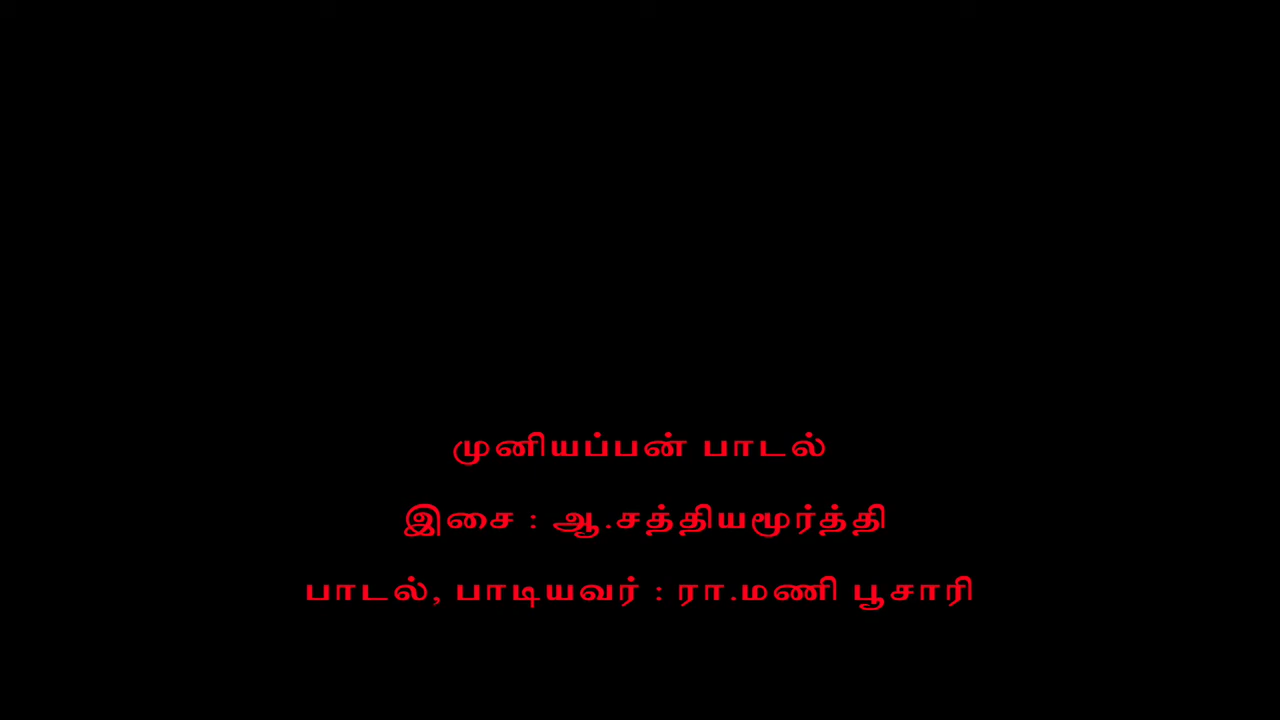 முனியப்பன் பாடல்
இசை : ஆ.சத்தியமூர்த்தி
பாடல், பாடியவர் : ரா.மணி பூசாரி